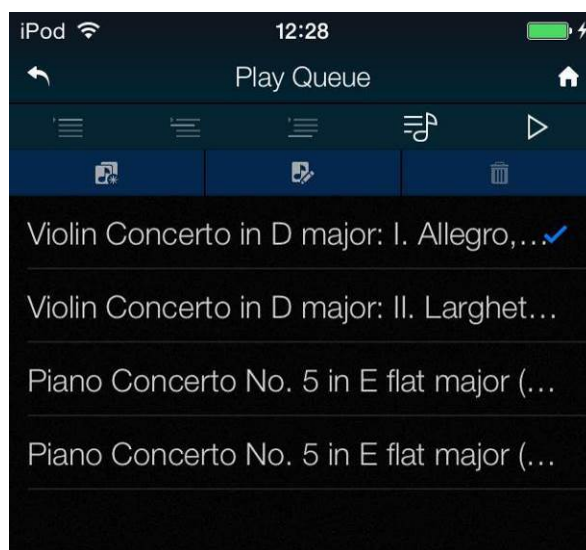 iPod 12:28
Play Queue
Violin Concerto in D major: I. Allegro,...
Violin Concerto in D major: II. Larghet...
Piano Concerto No. 5 in E flat major (...
Piano Concerto No. 5 in E flat major (...